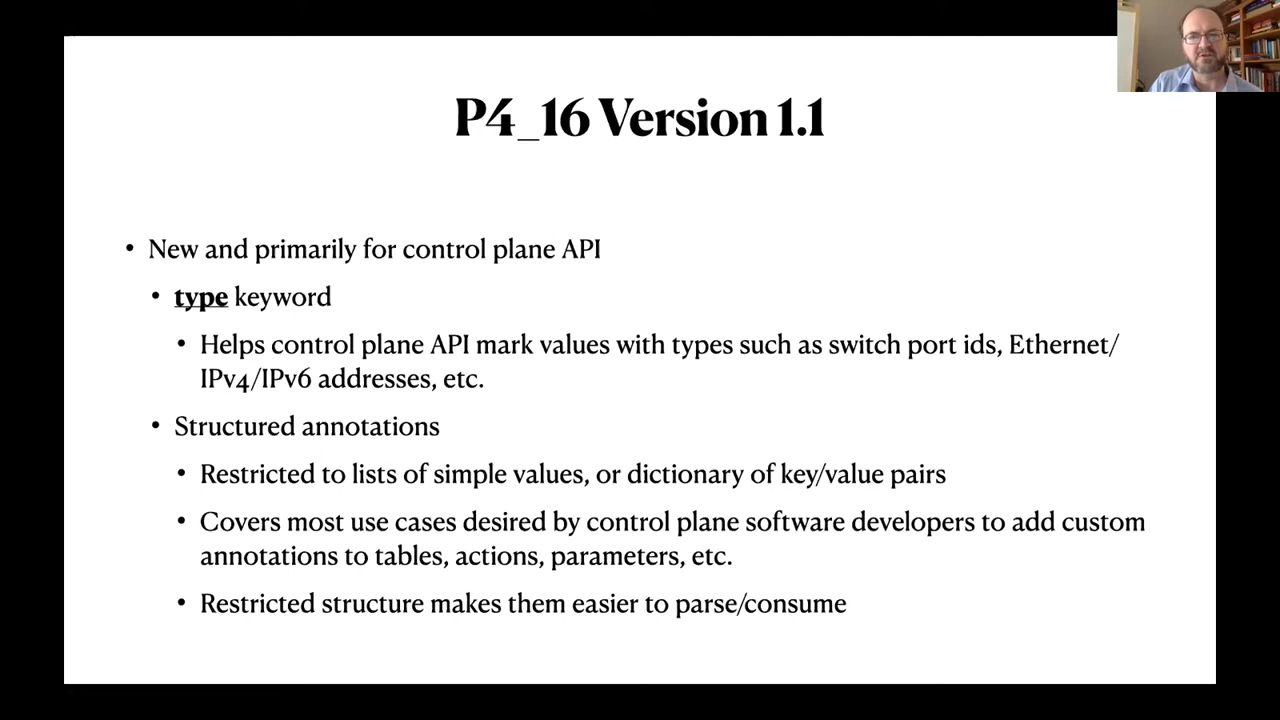 P4_16 Version 1.1
• New and primarily for control plane API
• type keyword
• Helps control plane API mark values with types such as switch port ids, Ethernet/
IPv4/IPv6 addresses, etc.
• Structured annotations
• Restricted to lists of simple values, or dictionary of key/value pairs
• Covers most use cases desired by control plane software developers to add custom
annotations to tables, actions, parameters, etc.
• Restricted structure makes them easier to parse/consume